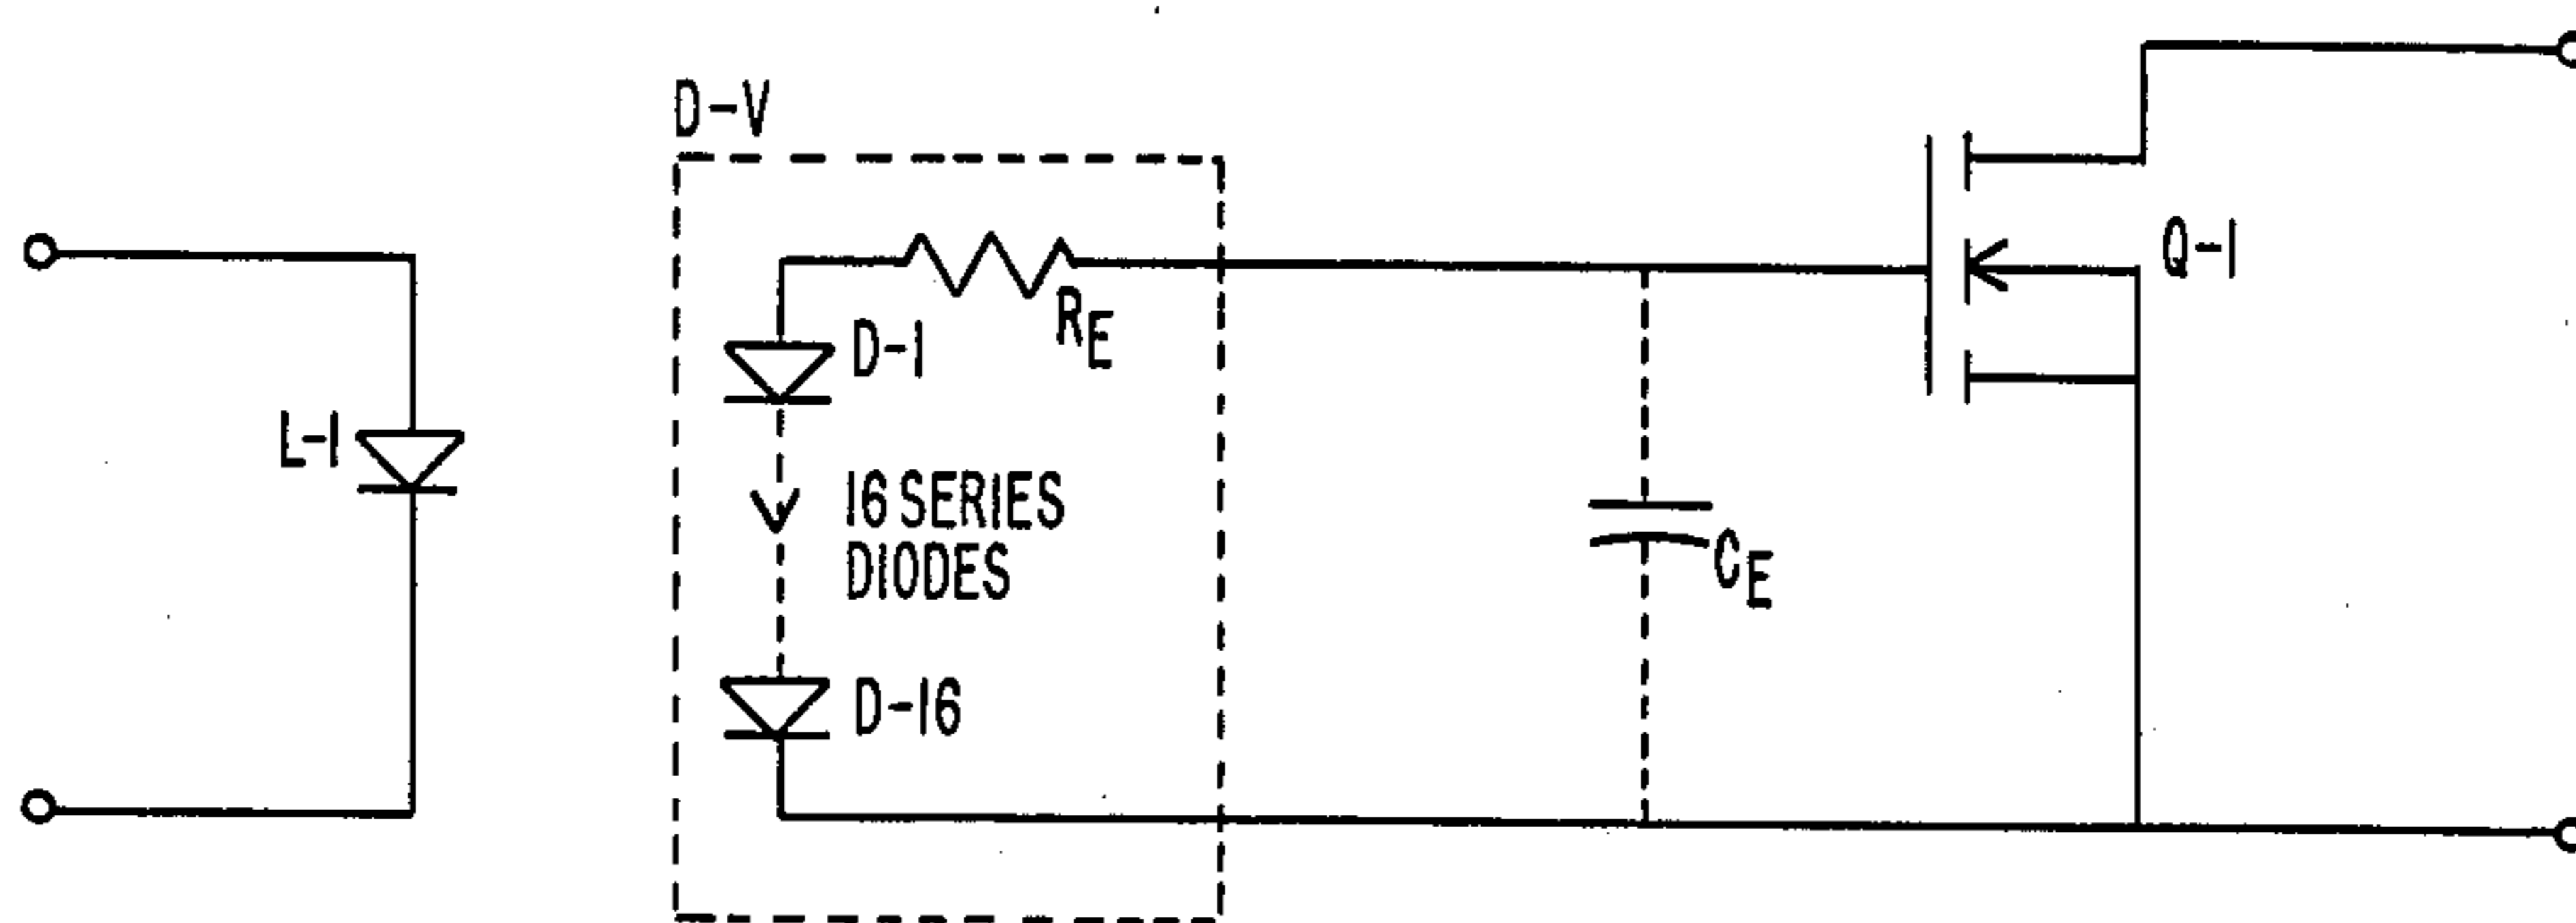 D-V
Q-1
R_E
D-1
L-1
16 SERIES
DIODES
C_E
D-16